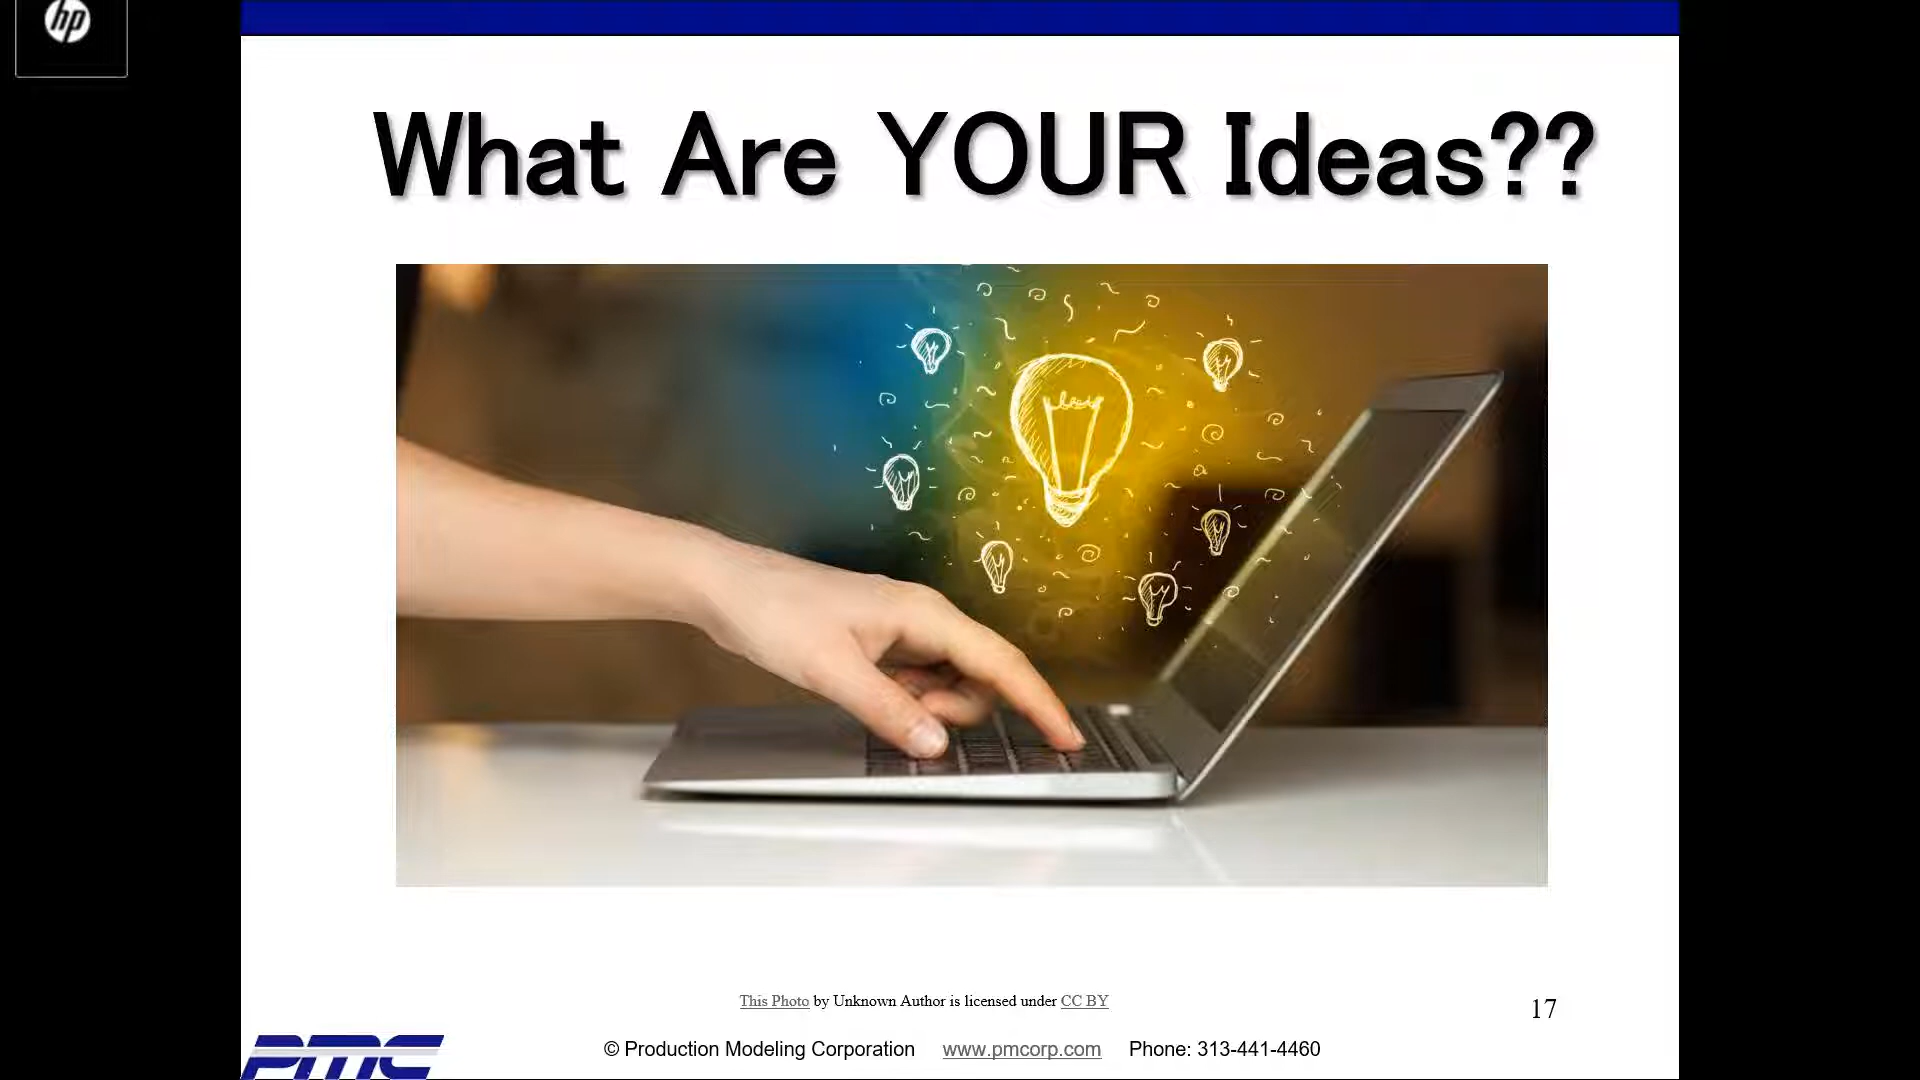 hp
What Are YOUR Ideas??
This Photo by Unknown Author is licensed under CC BY
17
PMC
© Production Modeling Corporation www.pmcorp.com Phone: 313-441-4460